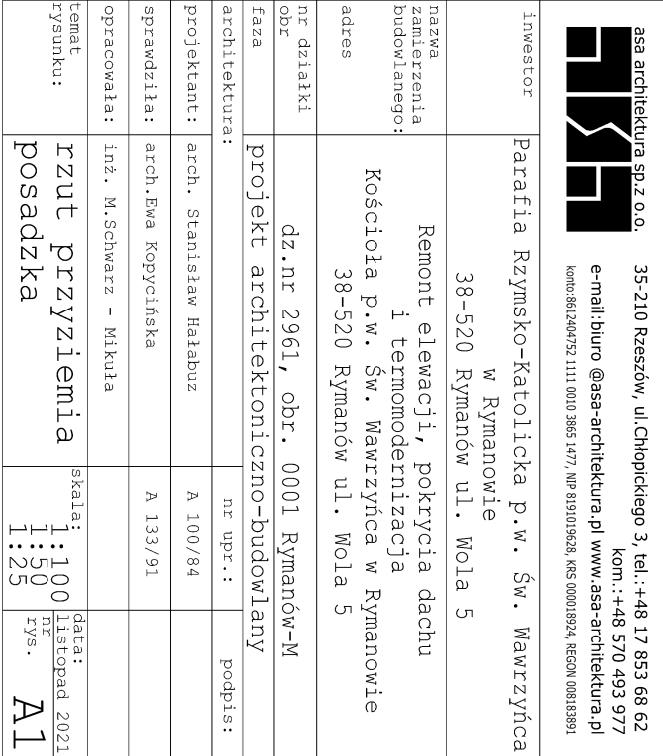 asa architektura sp.z o.o.
35-210 Rzeszów, ul.Chłopickiego 3, tel.:+48 17 853 68 62
kom.:+48 570 493 977
e-mail:biuro @asa-architektura.pl www.asa-architektura.pl
konto:8612404752 1111 0010 3865 1477, NIP 8191019628, KRS 000018924, REGON 008183891
inwestor
Parafia Rzymsko-Katolicka p.w. Św. Wawrzyńca
w Rymanowie
38-520 Rymanów ul. Wola 5
nazwa
zamierzenia
budowlanego:
Remont elewacji, pokrycia dachu
i termomodernizacja
Kościoła p.w. Św. Wawrzyńca w Rymanowie
adres
38-520 Rymanów ul. Wola 5
nr działki
obr
dz.nr 2961, obr. 0001 Rymanów-M
faza
projekt architektoniczno-budowlany
architektura:
nr upr.:
podpis:
projektant:
arch. Stanisław Hałabuz
A 100/84
sprawdziła:
arch.Ewa Kopycińska
A 133/91
opracowała:
inż. M.Schwarz - Mikuła
temat
rysunku:
rzut przyziemia
posadzka
skala:
1:100
1:50
1:25
data:
listopad 2021
nr
rys.
A1